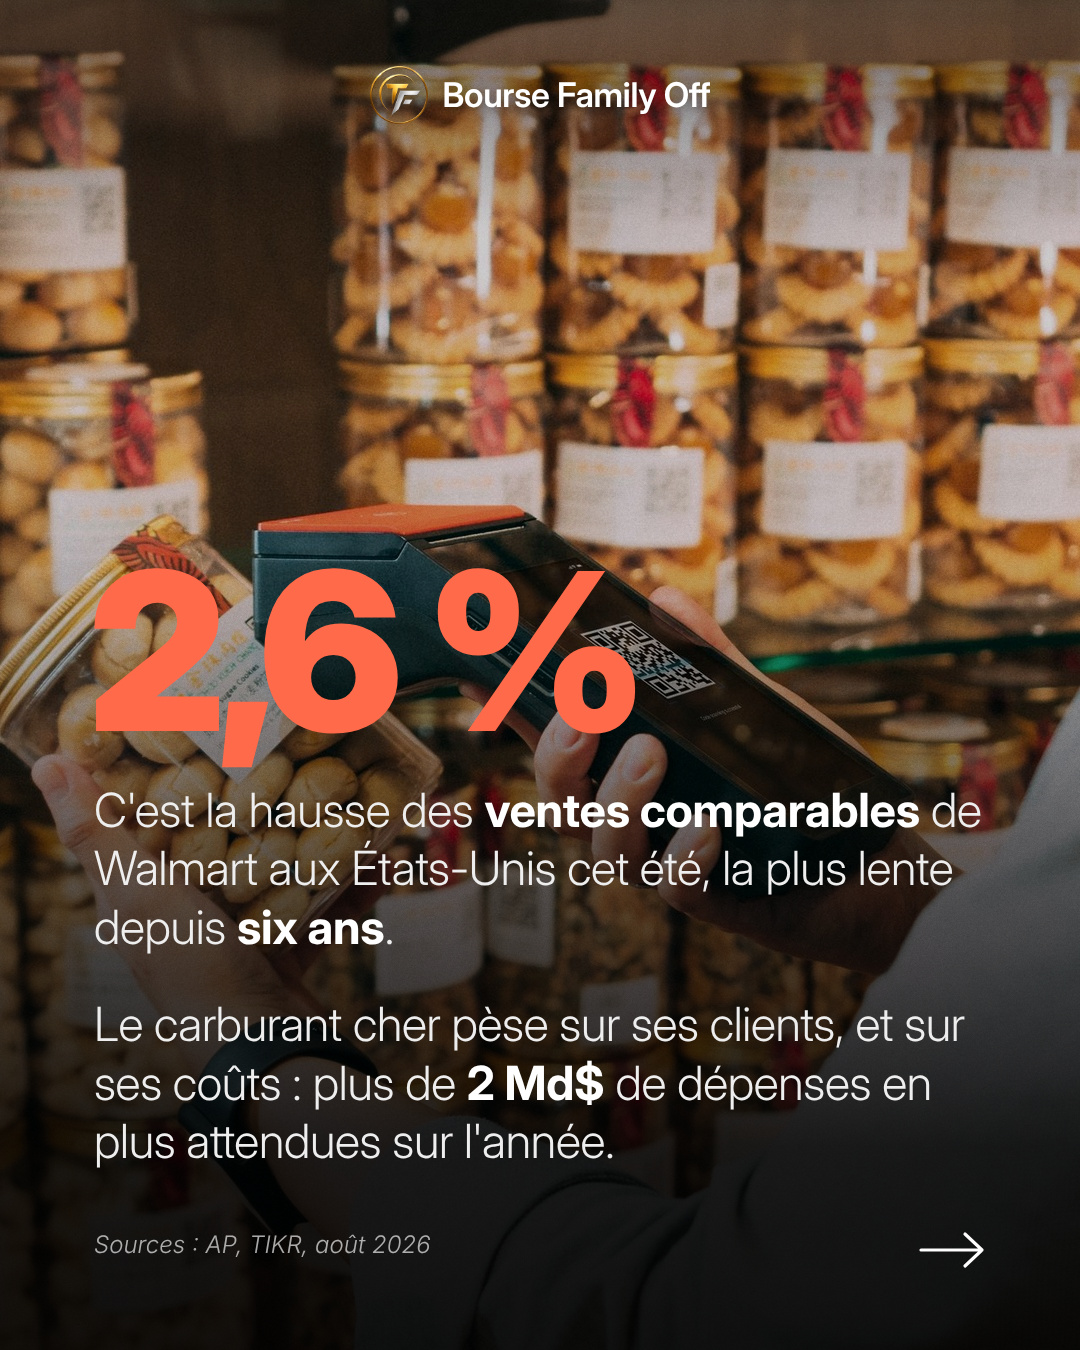 Bourse Family Off
2,6 %
C'est la hausse des ventes comparables de
Walmart aux États-Unis cet été, la plus lente
depuis six ans.
Le carburant cher pèse sur ses clients, et sur
ses coûts : plus de 2 Md$ de dépenses en
plus attendues sur l'année.
Sources : AP, TIKR, août 2026